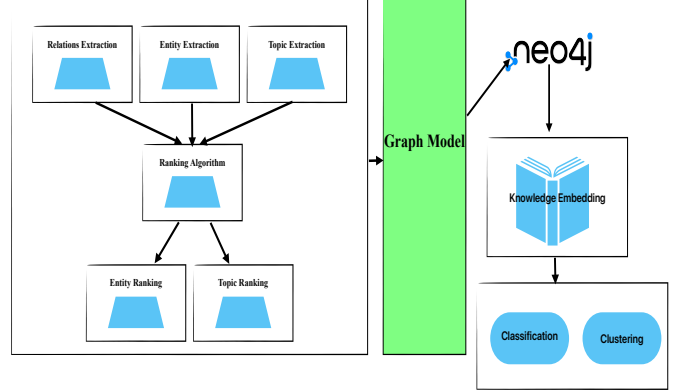 Relations Extraction
Entity Extraction
Topic Extraction
Ranking Algorithm
Entity Ranking
Topic Ranking
Graph Model
neo4j
Knowledge Embedding
Classification
Clustering